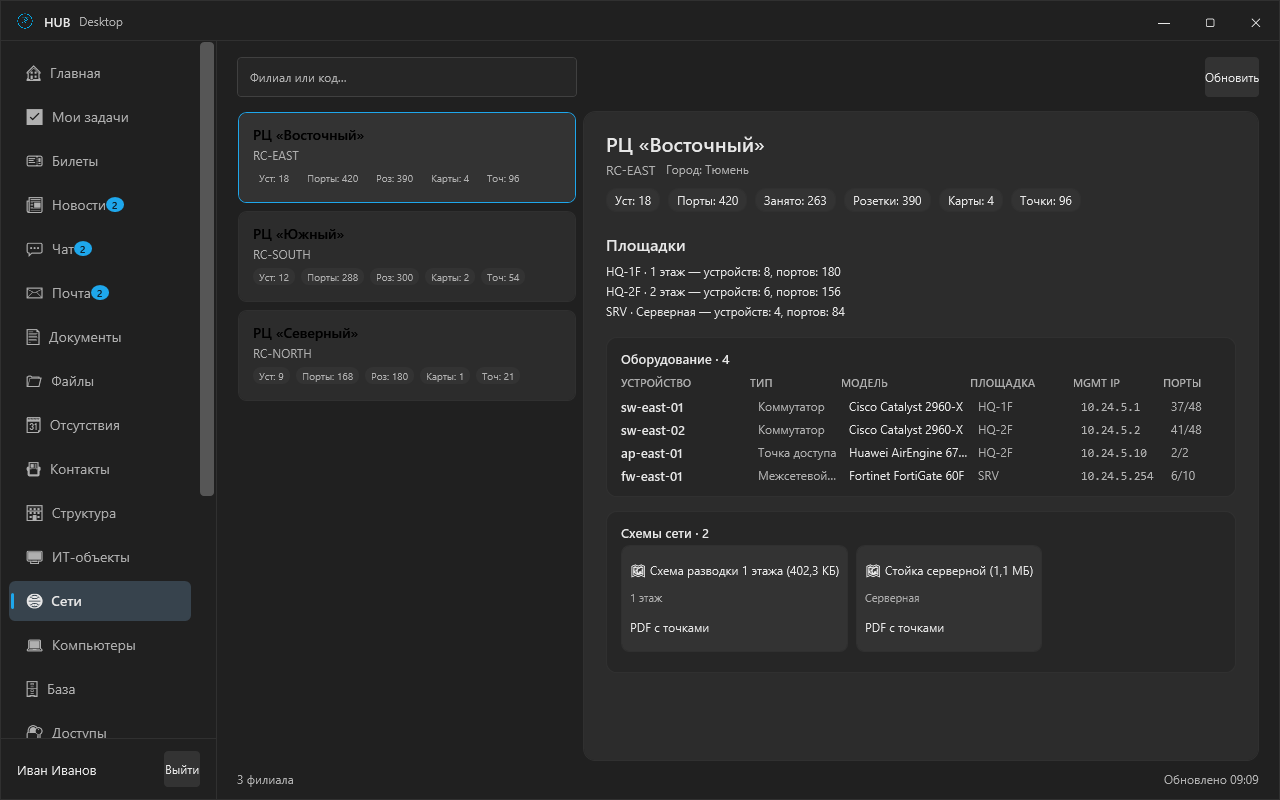 HUB Desktop
Главная
Мои задачи
Билеты
Новости 2
Чат 2
Почта 2
Документы
Файлы
31 Отсутствия
Контакты
Структура
ИТ-объекты
Сети
Компьютеры
База
Доступы
Иван Иванов
Выйти
Филиал или код...
Обновить
РЦ «Восточный»
RC-EAST
Уст: 18 Порты: 420 Роз: 390 Карты: 4 Точ: 96
РЦ «Южный»
RC-SOUTH
Уст: 12 Порты: 288 Роз: 300 Карты: 2 Точ: 54
РЦ «Северный»
RC-NORTH
Уст: 9 Порты: 168 Роз: 180 Карты: 1 Точ: 21
РЦ «Восточный»
RC-EAST Город: Тюмень
Уст: 18 Порты: 420 Занято: 263 Розетки: 390 Карты: 4 Точки: 96
Площадки
HQ-1F · 1 этаж — устройств: 8, портов: 180
HQ-2F · 2 этаж — устройств: 6, портов: 156
SRV · Серверная — устройств: 4, портов: 84
Оборудование · 4
УСТРОЙСТВО ТИП МОДЕЛЬ ПЛОЩАДКА MGMT IP ПОРТЫ
sw-east-01 Коммутатор Cisco Catalyst 2960-X HQ-1F 10.24.5.1 37/48
sw-east-02 Коммутатор Cisco Catalyst 2960-X HQ-2F 10.24.5.2 41/48
ap-east-01 Точка доступа Huawei AirEngine 67... HQ-2F 10.24.5.10 2/2
fw-east-01 Межсетевой... Fortinet FortiGate 60F SRV 10.24.5.254 6/10
Схемы сети · 2
Схема разводки 1 этажа (402,3 КБ)
1 этаж
PDF с точками
Стойка серверной (1,1 МБ)
Серверная
PDF с точками
3 филиала
Обновлено 09:09